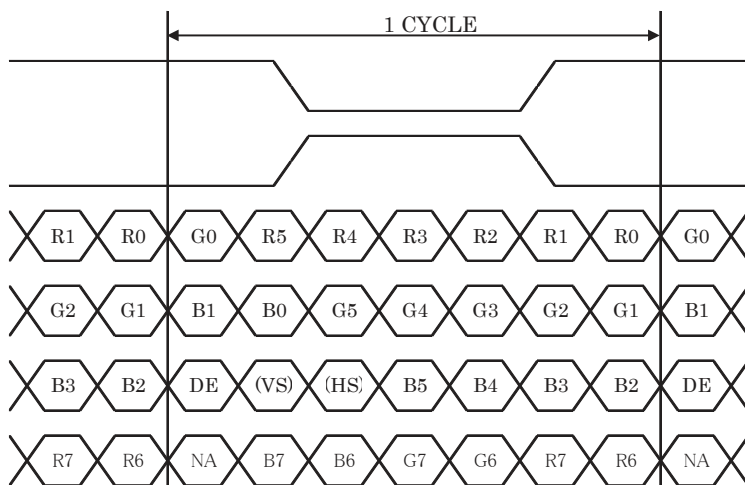 1 CYCLE
R1 R0 G0 R5 R4 R3 R2 R1 R0 G0
G2 G1 B1 B0 G5 G4 G3 G2 G1 B1
B3 B2 DE (VS) (HS) B5 B4 B3 B2 DE
R7 R6 NA B7 B6 G7 G6 R7 R6 NA